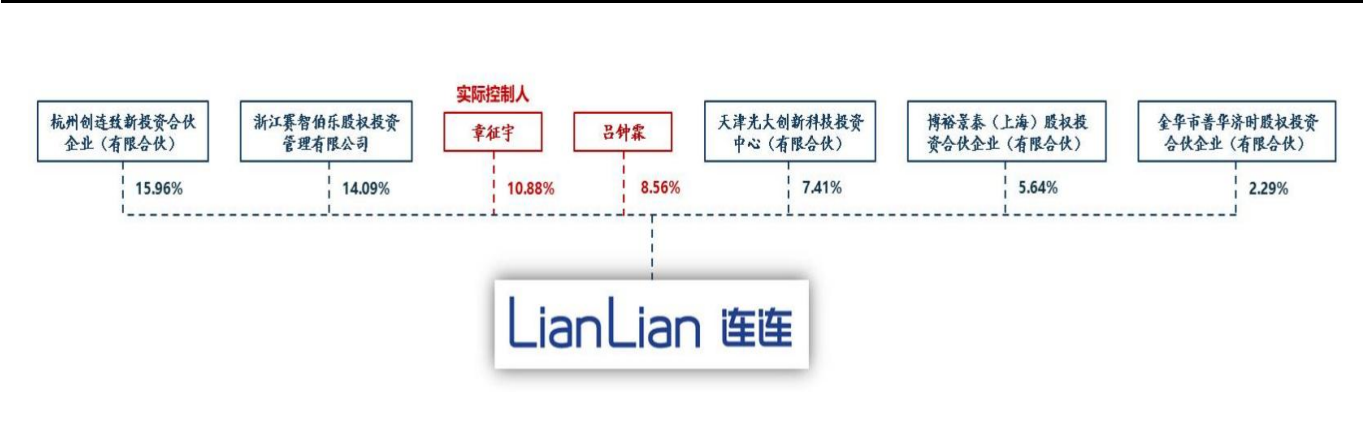 实际控制人
杭州创连致新投资合伙
企业（有限合伙）
浙江赛智伯乐股权投资
管理有限公司
章征宇
吕钟霖
天津光大创新科技投资
中心（有限合伙）
博裕景泰（上海）股权投
资合伙企业（有限合伙）
金华市普华济时股权投资
合伙企业（有限合伙）
15.96%
14.09%
10.88%
8.56%
7.41%
5.64%
2.29%
LianLian 连连